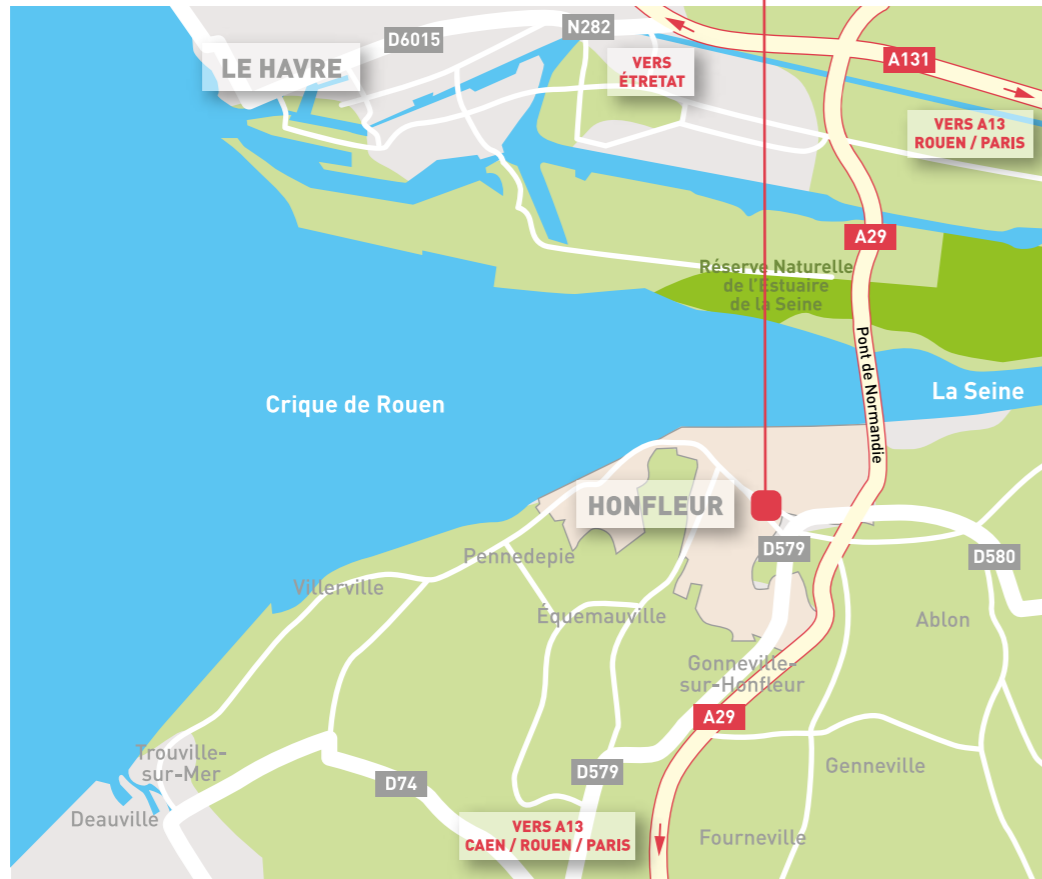 N282
D6015
LE HAVRE
VERS
ÉTRETAT
A131
VERS A13
ROUEN / PARIS
A29
Réserve Naturelle
de l'Estuaire
de la Seine
Pont de Normandie
La Seine
Crique de Rouen
HONFLEUR
D579
D580
Pennedepie
Villerville
Équemauville
Ablon
Gonneville-
sur-Honfleur
A29
Trouville-
sur-Mer
Genneville
D579
D74
Deauville
VERS A13
CAEN / ROUEN / PARIS
Fourneville